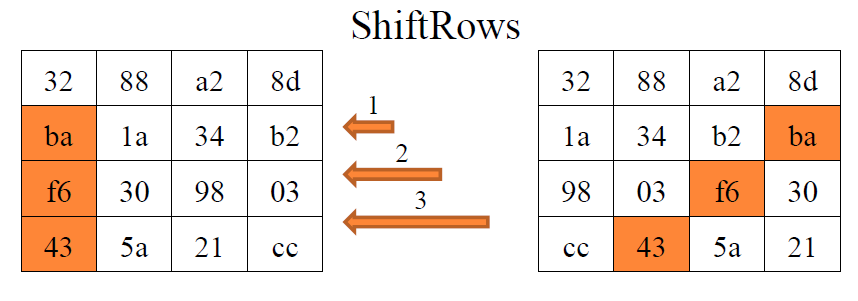 ShiftRows
32 88 a2 8d
ba 1a 34 b2
f6 30 98 03
43 5a 21 cc
1
2
3
32 88 a2 8d
1a 34 b2 ba
98 03 f6 30
cc 43 5a 21